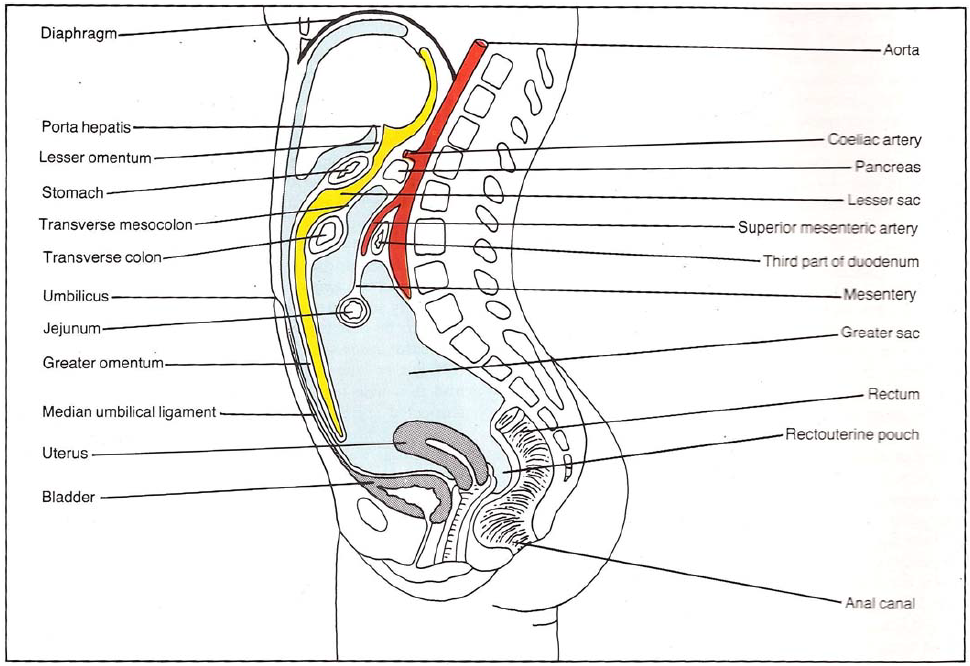 Diaphragm
Porta hepatis
Lesser omentum
Stomach
Transverse mesocolon
Transverse colon
Umbilicus
Jejunum
Greater omentum
Median umbilical ligament
Uterus
Bladder
Aorta
Coeliac artery
Pancreas
Lesser sac
Superior mesenteric artery
Third part of duodenum
Mesentery
Greater sac
Rectum
Rectouterine pouch
Anal canal